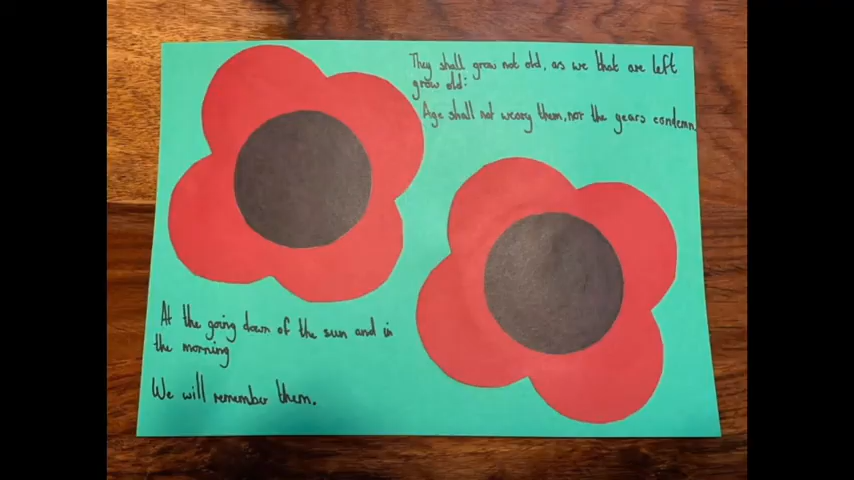 They shall grow not old, as we that are left
grow old:
Age shall not weary them, nor the years condemn.
At the going down of the sun and in
the morning
We will remember them.